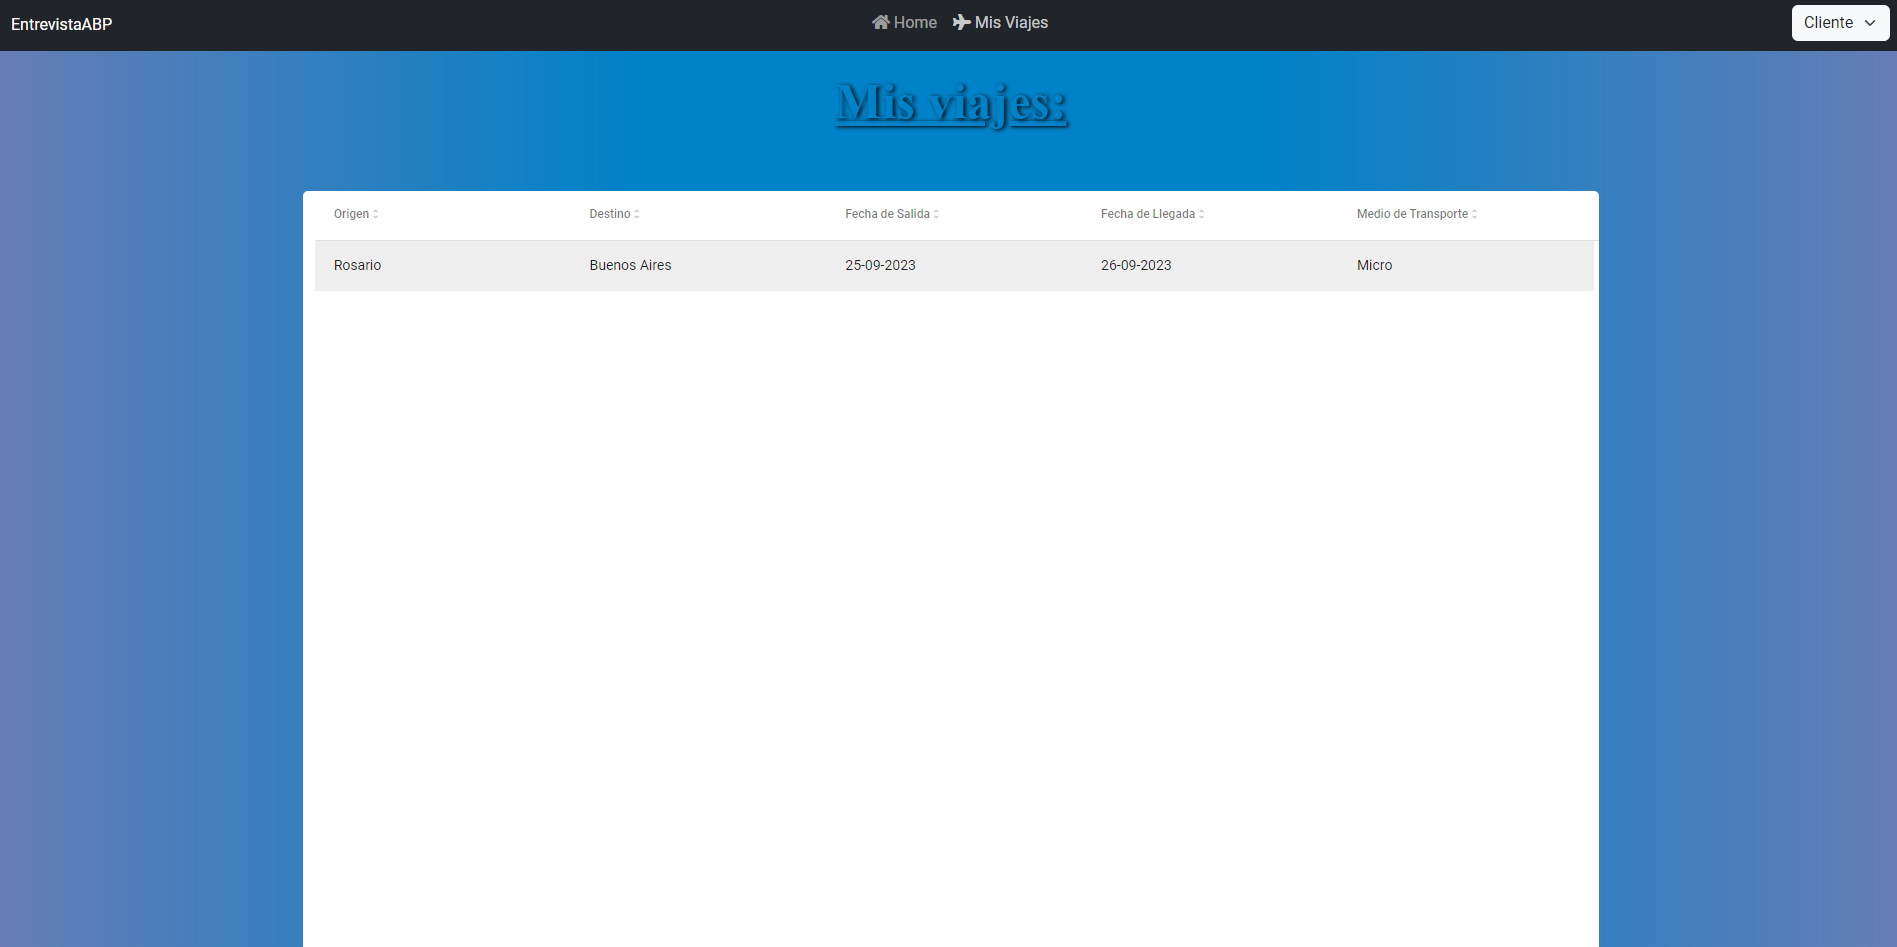 EntrevistaABP Home Mis Viajes Cliente
Mis viajes:
Origen Destino Fecha de Salida Fecha de Llegada Medio de Transporte
Rosario Buenos Aires 25-09-2023 26-09-2023 Micro